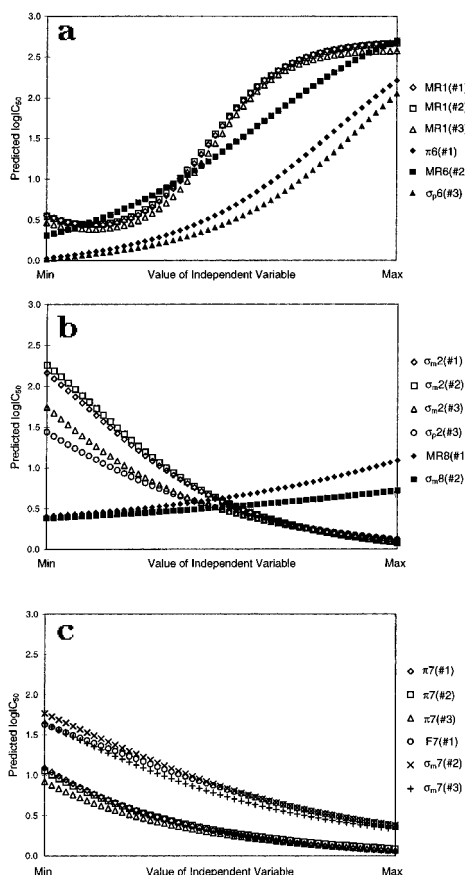 a
3.0
2.5
2.0
1.5
1.0
0.5
0.0
Predicted logIC50
Min
Value of Independent Variable
Max
MR1(#1)
MR1(#2)
MR1(#3)
π6(#1)
MR6(#2
σp6(#3)
b
3.0
2.5
2.0
1.5
1.0
0.5
0.0
Predicted logIC50
Min
Value of Independent Variable
Max
σm2(#1)
σm2(#2)
σm2(#3)
σp2(#3)
MR8(#1
σm8(#2)
c
3.0
2.5
2.0
1.5
1.0
0.5
0.0
Predicted logIC50
Min
Value of Independent Variable
Max
π7(#1)
π7(#2)
π7(#3)
F7(#1)
σm7(#2)
σm7(#3)